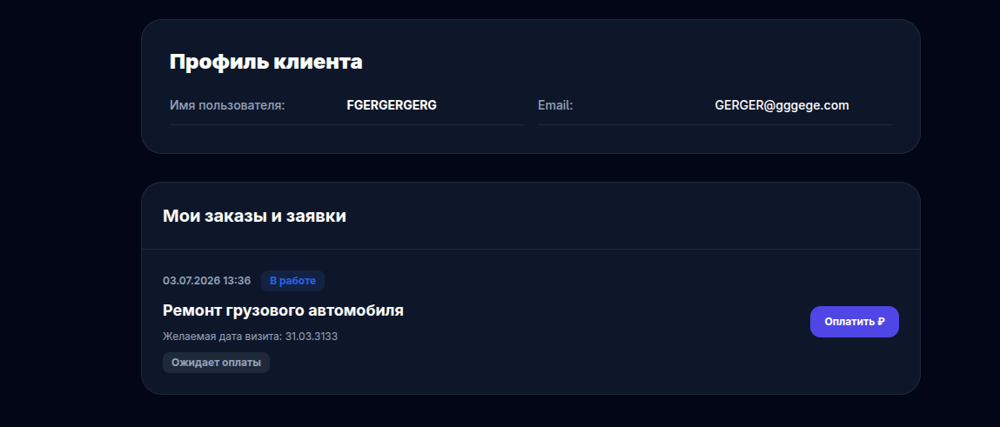 Профиль клиента
Имя пользователя: FGERGERGERG Email: GERGER@gggege.com
Мои заказы и заявки
03.07.2026 13:36 В работе
Ремонт грузового автомобиля
Желаемая дата визита: 31.03.3133
Оплатить ₽
Ожидает оплаты